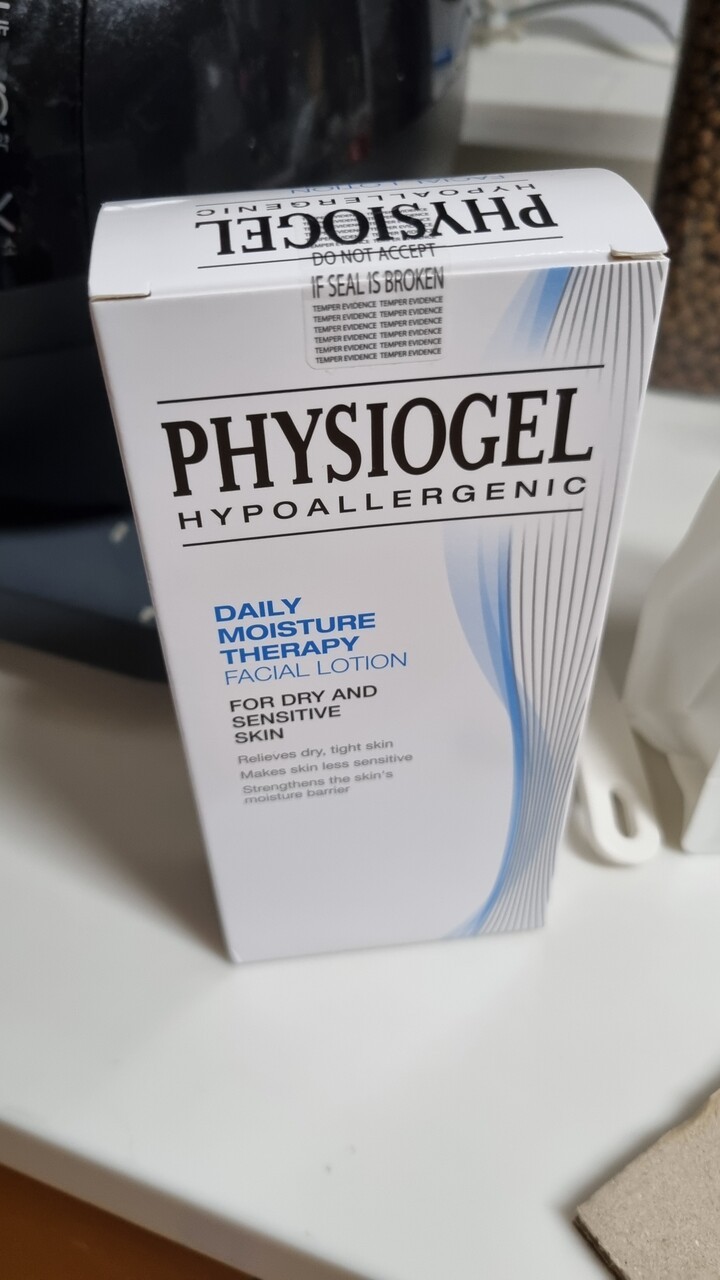 FACIAL LOTION
HYPOALLERGENIC
PHYSIOGEL
DO NOT ACCEPT
IF SEAL IS BROKEN
TEMPER EVIDENCE TEMPER EVIDENCE
TEMPER EVIDENCE TEMPER EVIDENCE
TEMPER EVIDENCE TEMPER EVIDENCE
TEMPER EVIDENCE TEMPER EVIDENCE
TEMPER EVIDENCE TEMPER EVIDENCE
TEMPER EVIDENCE TEMPER EVIDENCE
PHYSIOGEL
HYPOALLERGENIC
DAILY
MOISTURE
THERAPY
FACIAL LOTION
FOR DRY AND
SENSITIVE
SKIN
Relieves dry, tight skin
Makes skin less sensitive
Strengthens the skin's
moisture barrier